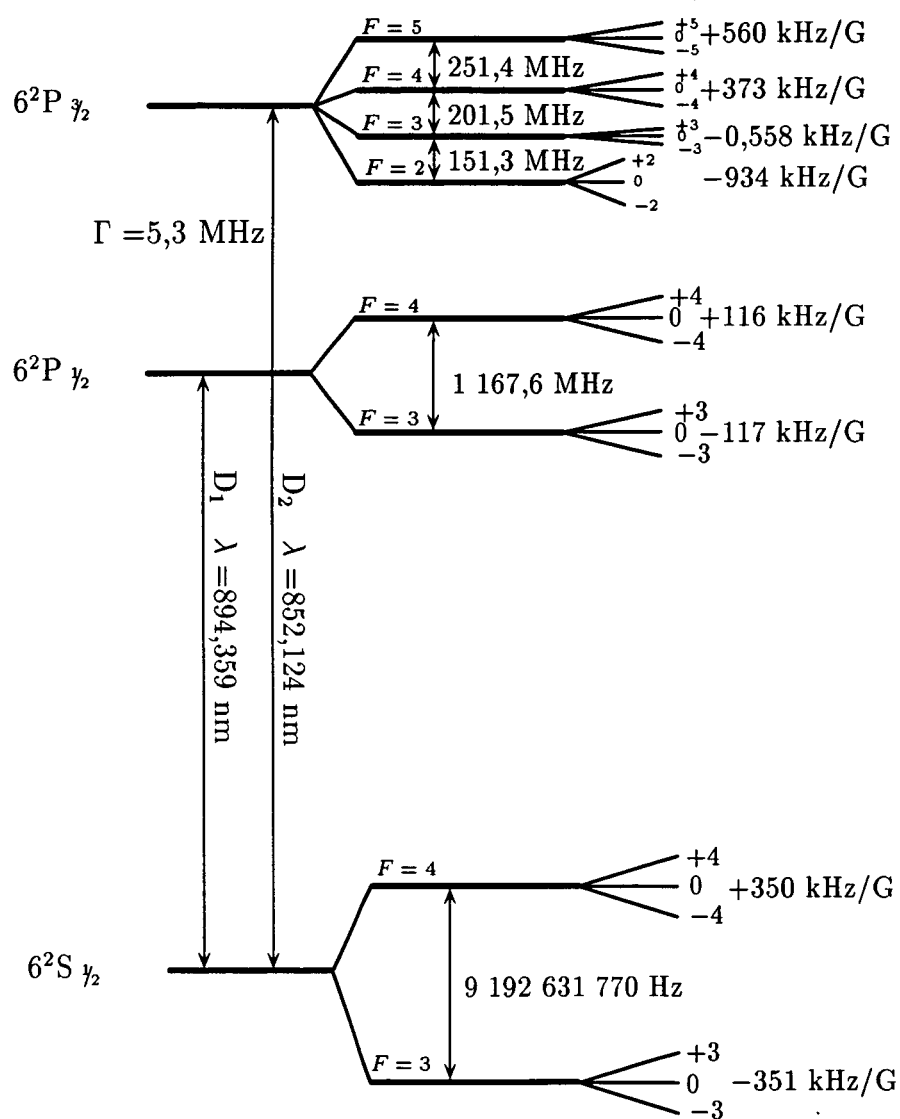 F = 5
+5
0 +560 kHz/G
−5
251,4 MHz
F = 4
+4
0 +373 kHz/G
−4
6²P 3/2
201,5 MHz
F = 3
+3
0 −0,558 kHz/G
−3
151,3 MHz
F = 2
+2
0 −934 kHz/G
−2
Γ =5,3 MHz
F = 4
+4
0 +116 kHz/G
−4
6²P 1/2
1 167,6 MHz
F = 3
+3
0 −117 kHz/G
−3
D₁ λ =894,359 nm
D₂ λ =852,124 nm
F = 4
+4
0 +350 kHz/G
−4
6²S 1/2
9 192 631 770 Hz
F = 3
+3
0 −351 kHz/G
−3